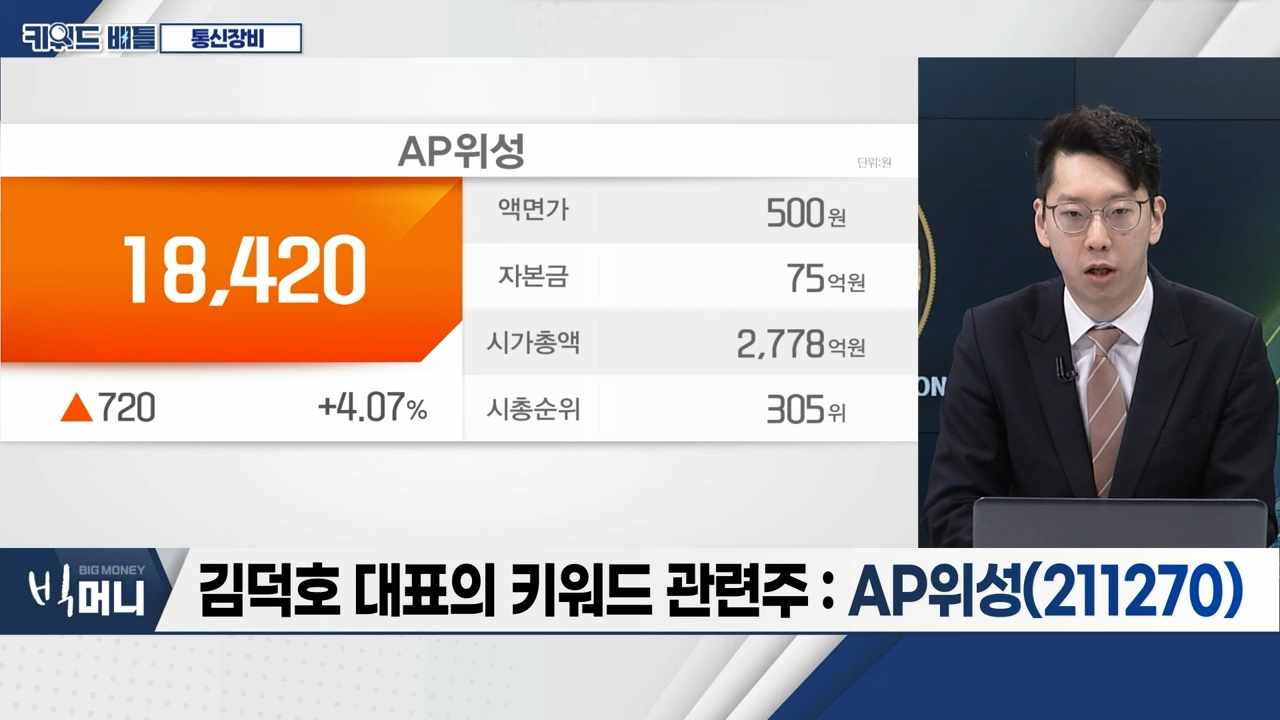 키워드 배틀 통신장비
AP위성
단위:원
18,420
▲720 +4.07%
액면가 500원
자본금 75억원
시가총액 2,778억원
시총순위 305위
ON
BIG MONEY
빅머니
김덕호 대표의 키워드 관련주 : AP위성(211270)